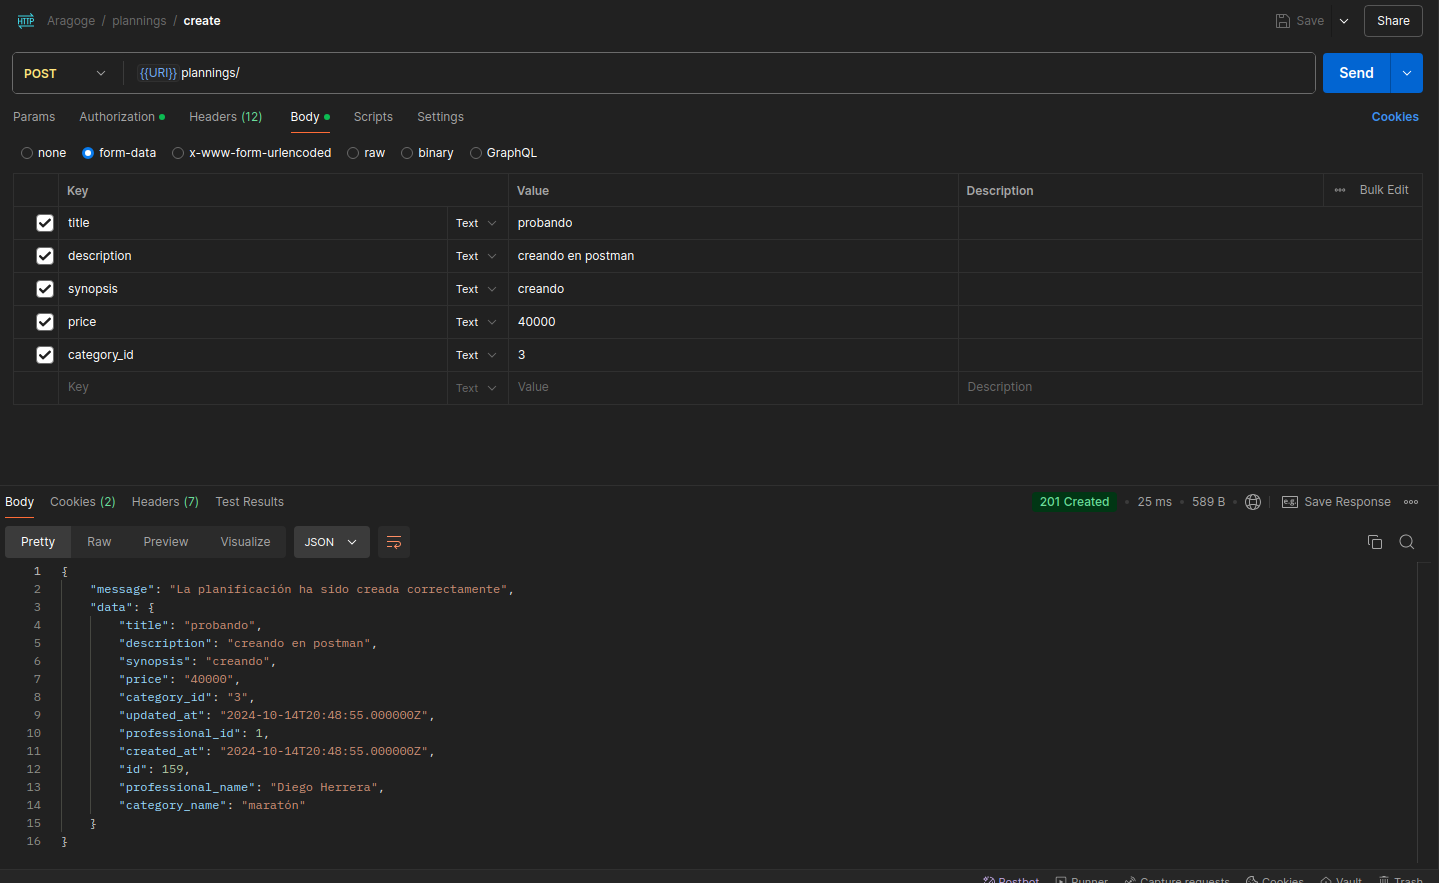 HTTP Aragoge / plannings / create Save Share
POST {{URI}} plannings/ Send
Params Authorization Headers (12) Body Scripts Settings Cookies
none form-data x-www-form-urlencoded raw binary GraphQL
Key Value Description Bulk Edit
title Text probando
description Text creando en postman
synopsis Text creando
price Text 40000
category_id Text 3
Key Text Value Description
Body Cookies (2) Headers (7) Test Results 201 Created 25 ms 589 B e.g. Save Response
Pretty Raw Preview Visualize JSON
1 {
2 "message": "La planificación ha sido creada correctamente",
3 "data": {
4 "title": "probando",
5 "description": "creando en postman",
6 "synopsis": "creando",
7 "price": "40000",
8 "category_id": "3",
9 "updated_at": "2024-10-14T20:48:55.000000Z",
10 "professional_id": 1,
11 "created_at": "2024-10-14T20:48:55.000000Z",
12 "id": 159,
13 "professional_name": "Diego Herrera",
14 "category_name": "maratón"
15 }
16 }
Postbot Runner Capture requests Cookies Vault Trash